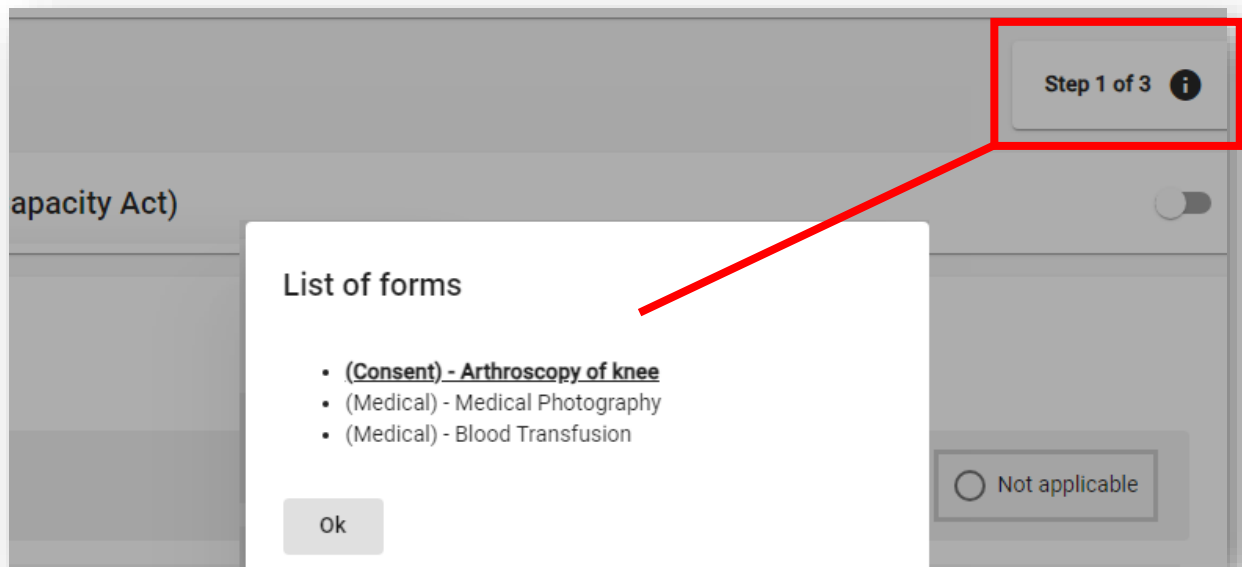 Step 1 of 3
apacity Act)
List of forms
(Consent) - Arthroscopy of knee
(Medical) - Medical Photography
(Medical) - Blood Transfusion
Not applicable
Ok